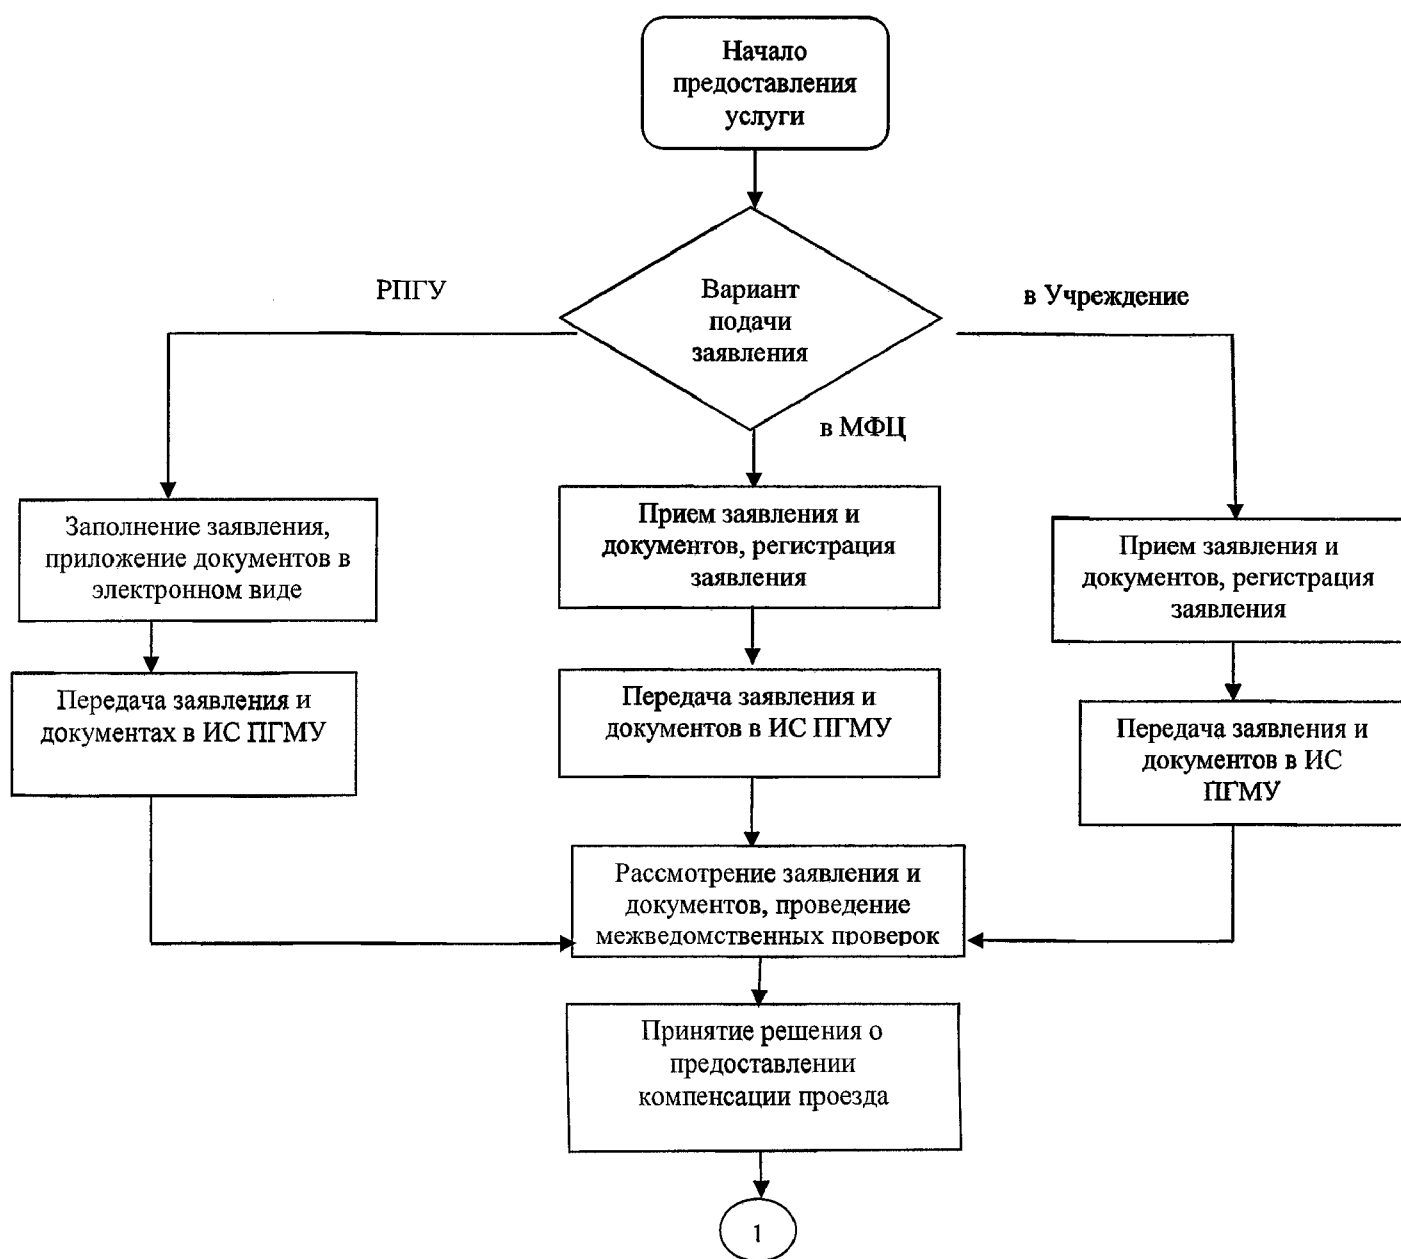 Начало
предоставления
услуги
РПГУ
Вариант
подачи
заявления
в Учреждение
в МФЦ
Заполнение заявления,
приложение документов в
электронном виде
Прием заявления и
документов, регистрация
заявления
Прием заявления и
документов, регистрация
заявления
Передача заявления и
документах в ИС ПГМУ
Передача заявления и
документов в ИС ПГМУ
Передача заявления и
документов в ИС
ПГМУ
Рассмотрение заявления и
документов, проведение
межведомственных проверок
Принятие решения о
предоставлении
компенсации проезда
1